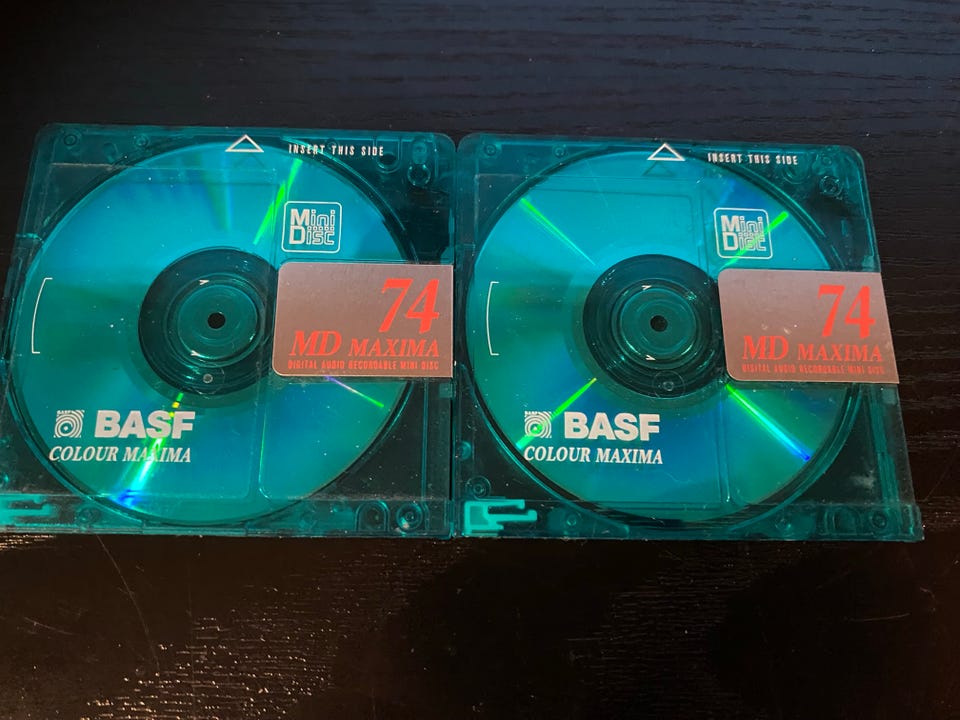 INSERT THIS SIDE
Mini
Disc
74
MD MAXIMA
DIGITAL AUDIO RECORDABLE MINI DISC
BASF
COLOUR MAXIMA
INSERT THIS SIDE
Mini
Disc
74
MD MAXIMA
DIGITAL AUDIO RECORDABLE MINI DISC
BASF
COLOUR MAXIMA